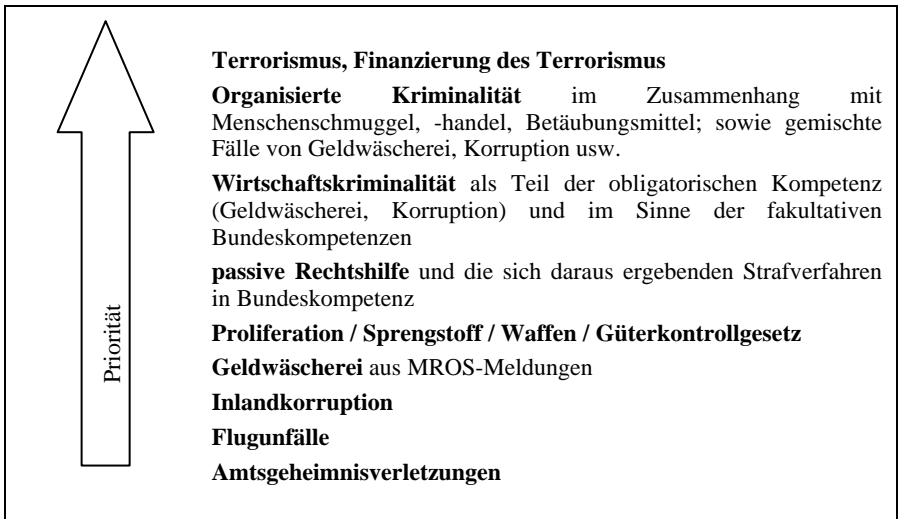 Terrorismus, Finanzierung des Terrorismus
Organisierte Kriminalität im Zusammenhang mit
Menschenschmuggel, -handel, Betäubungsmittel; sowie gemischte
Fälle von Geldwäscherei, Korruption usw.
Wirtschaftskriminalität als Teil der obligatorischen Kompetenz
(Geldwäscherei, Korruption) und im Sinne der fakultativen
Bundeskompetenzen
passive Rechtshilfe und die sich daraus ergebenden Strafverfahren
in Bundeskompetenz
Proliferation / Sprengstoff / Waffen / Güterkontrollgesetz
Geldwäscherei aus MROS-Meldungen
Inlandkorruption
Flugunfälle
Amtsgeheimnisverletzungen
Priorität